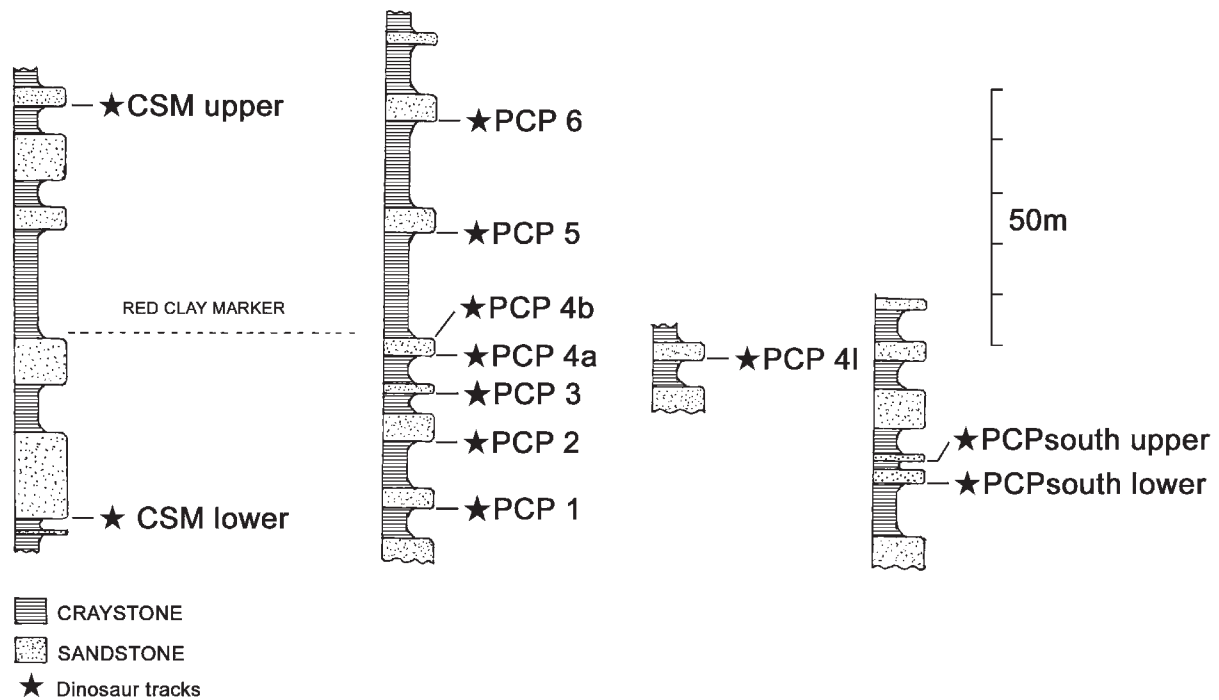 ★CSM upper
RED CLAY MARKER
★ CSM lower
★PCP 6
★PCP 5
★PCP 4b
★PCP 4a
★PCP 3
★PCP 2
★PCP 1
★PCP 4l
★PCPsouth upper
★PCPsouth lower
50m
CRAYSTONE
SANDSTONE
★ Dinosaur tracks